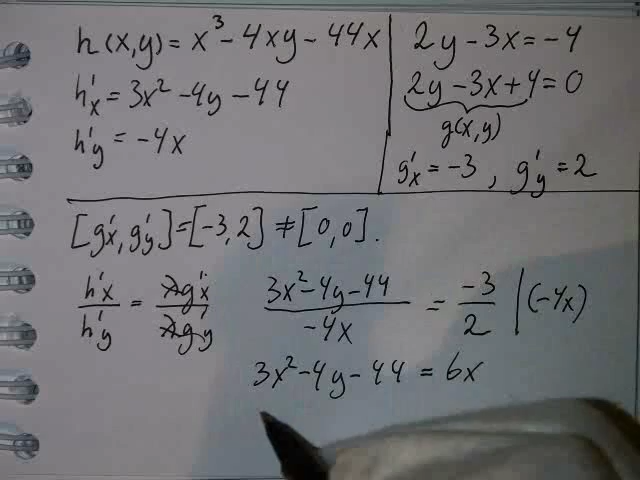 h(x,y) = x³ - 4xy - 44x
h'x = 3x² - 4y - 44
h'y = -4x
2y - 3x = -4
2y - 3x + 4 = 0
g(x,y)
g'x = -3 , g'y = 2
[g'x, g'y] = [-3, 2] ≠ [0, 0].
h'x / h'y = λg'x / λg'y
(3x² - 4y - 44) / (-4x) = -3 / 2 | (-4x)
3x² - 4y - 44 = 6x